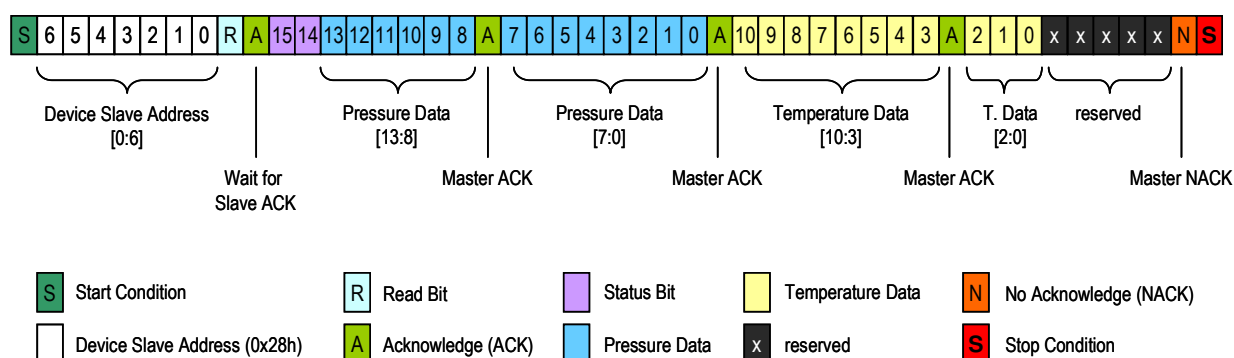 S 6 5 4 3 2 1 0 R A 15 14 13 12 11 10 9 8 A 7 6 5 4 3 2 1 0 A 10 9 8 7 6 5 4 3 A 2 1 0 x x x x x N S
Device Slave Address Pressure Data Pressure Data Temperature Data T. Data reserved
[0:6] [13:8] [7:0] [10:3] [2:0]
Wait for Master ACK Master ACK Master ACK Master NACK
Slave ACK
S Start Condition R Read Bit Status Bit Temperature Data N No Acknowledge (NACK)
Device Slave Address (0x28h) A Acknowledge (ACK) Pressure Data x reserved S Stop Condition